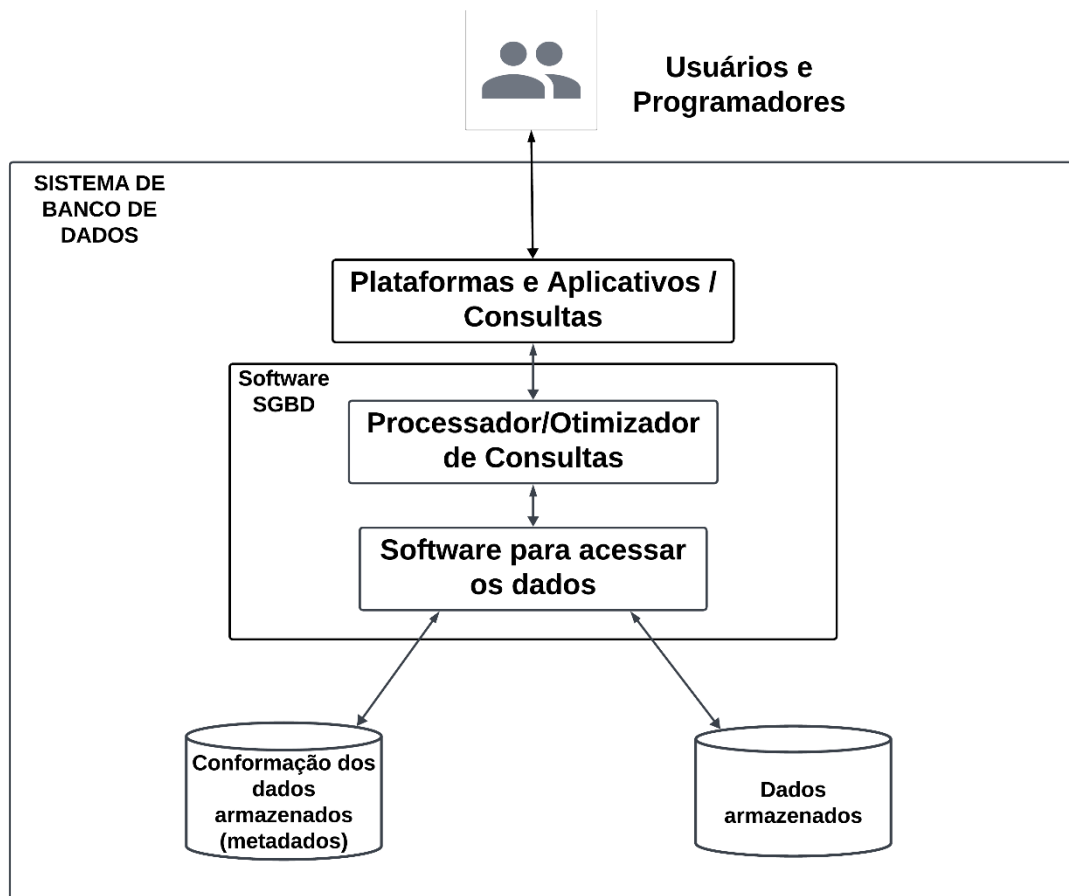 Usuários e
Programadores
SISTEMA DE
BANCO DE
DADOS
Plataformas e Aplicativos /
Consultas
Software
SGBD
Processador/Otimizador
de Consultas
Software para acessar
os dados
Conformação dos
dados
armazenados
(metadados)
Dados
armazenados